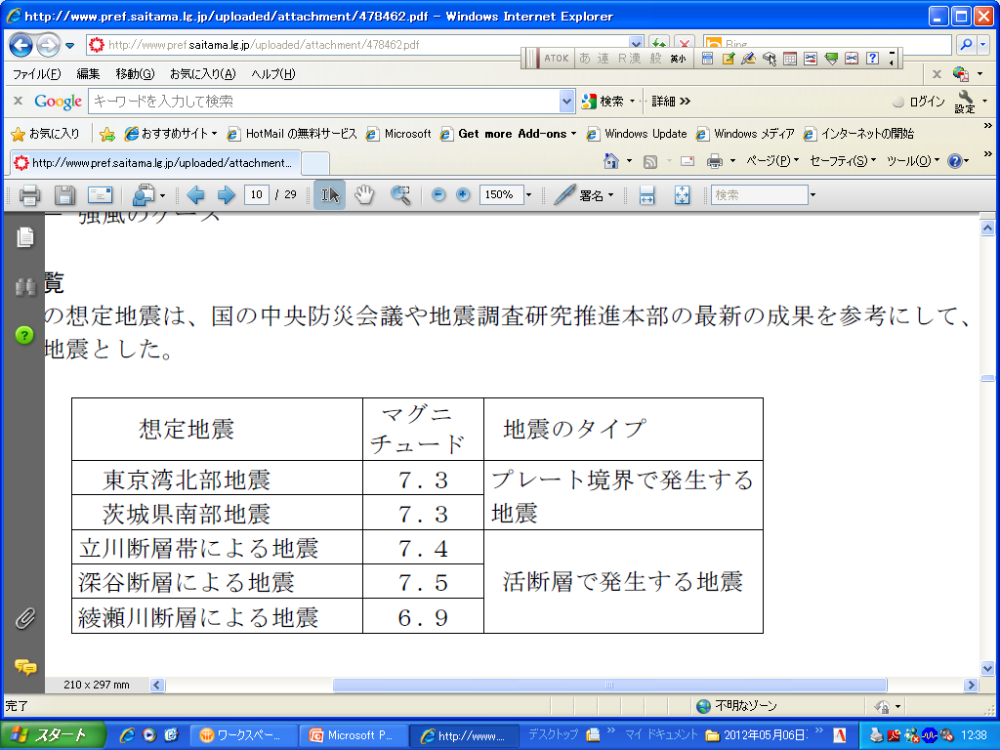 http://www.pref.saitama.lg.jp/uploaded/attachment/478462.pdf - Windows Internet Explorer
http://www.pref.saitama.lg.jp/uploaded/attachment/478462.pdf
Bing
ATOK あ 連 R漢 般 英小
ファイル(F) 編集 移動(G) お気に入り(A) ヘルプ(H)
Google キーワードを入力して検索 検索 詳細 >> ログイン 設定
お気に入り おすすめサイト HotMail の無料サービス Microsoft Get more Add-ons Windows Update Windows メディア インターネットの開始
http://www.pref.saitama.lg.jp/uploaded/attachment... ページ(P) セーフティ(S) ツール(O)
10 / 29 150% 署名 検索
強風のケース
覧
の想定地震は、国の中央防災会議や地震調査研究推進本部の最新の成果を参考にして、
地震とした。
想定地震 マグニチュード 地震のタイプ
東京湾北部地震 7.3 プレート境界で発生する地震
茨城県南部地震 7.3
立川断層帯による地震 7.4 活断層で発生する地震
深谷断層による地震 7.5
綾瀬川断層による地震 6.9
210 x 297 mm
完了 不明なゾーン
スタート ワークスペー... Microsoft P... http://www.... デスクトップ マイ ドキュメント 2012年05月06日 12:38